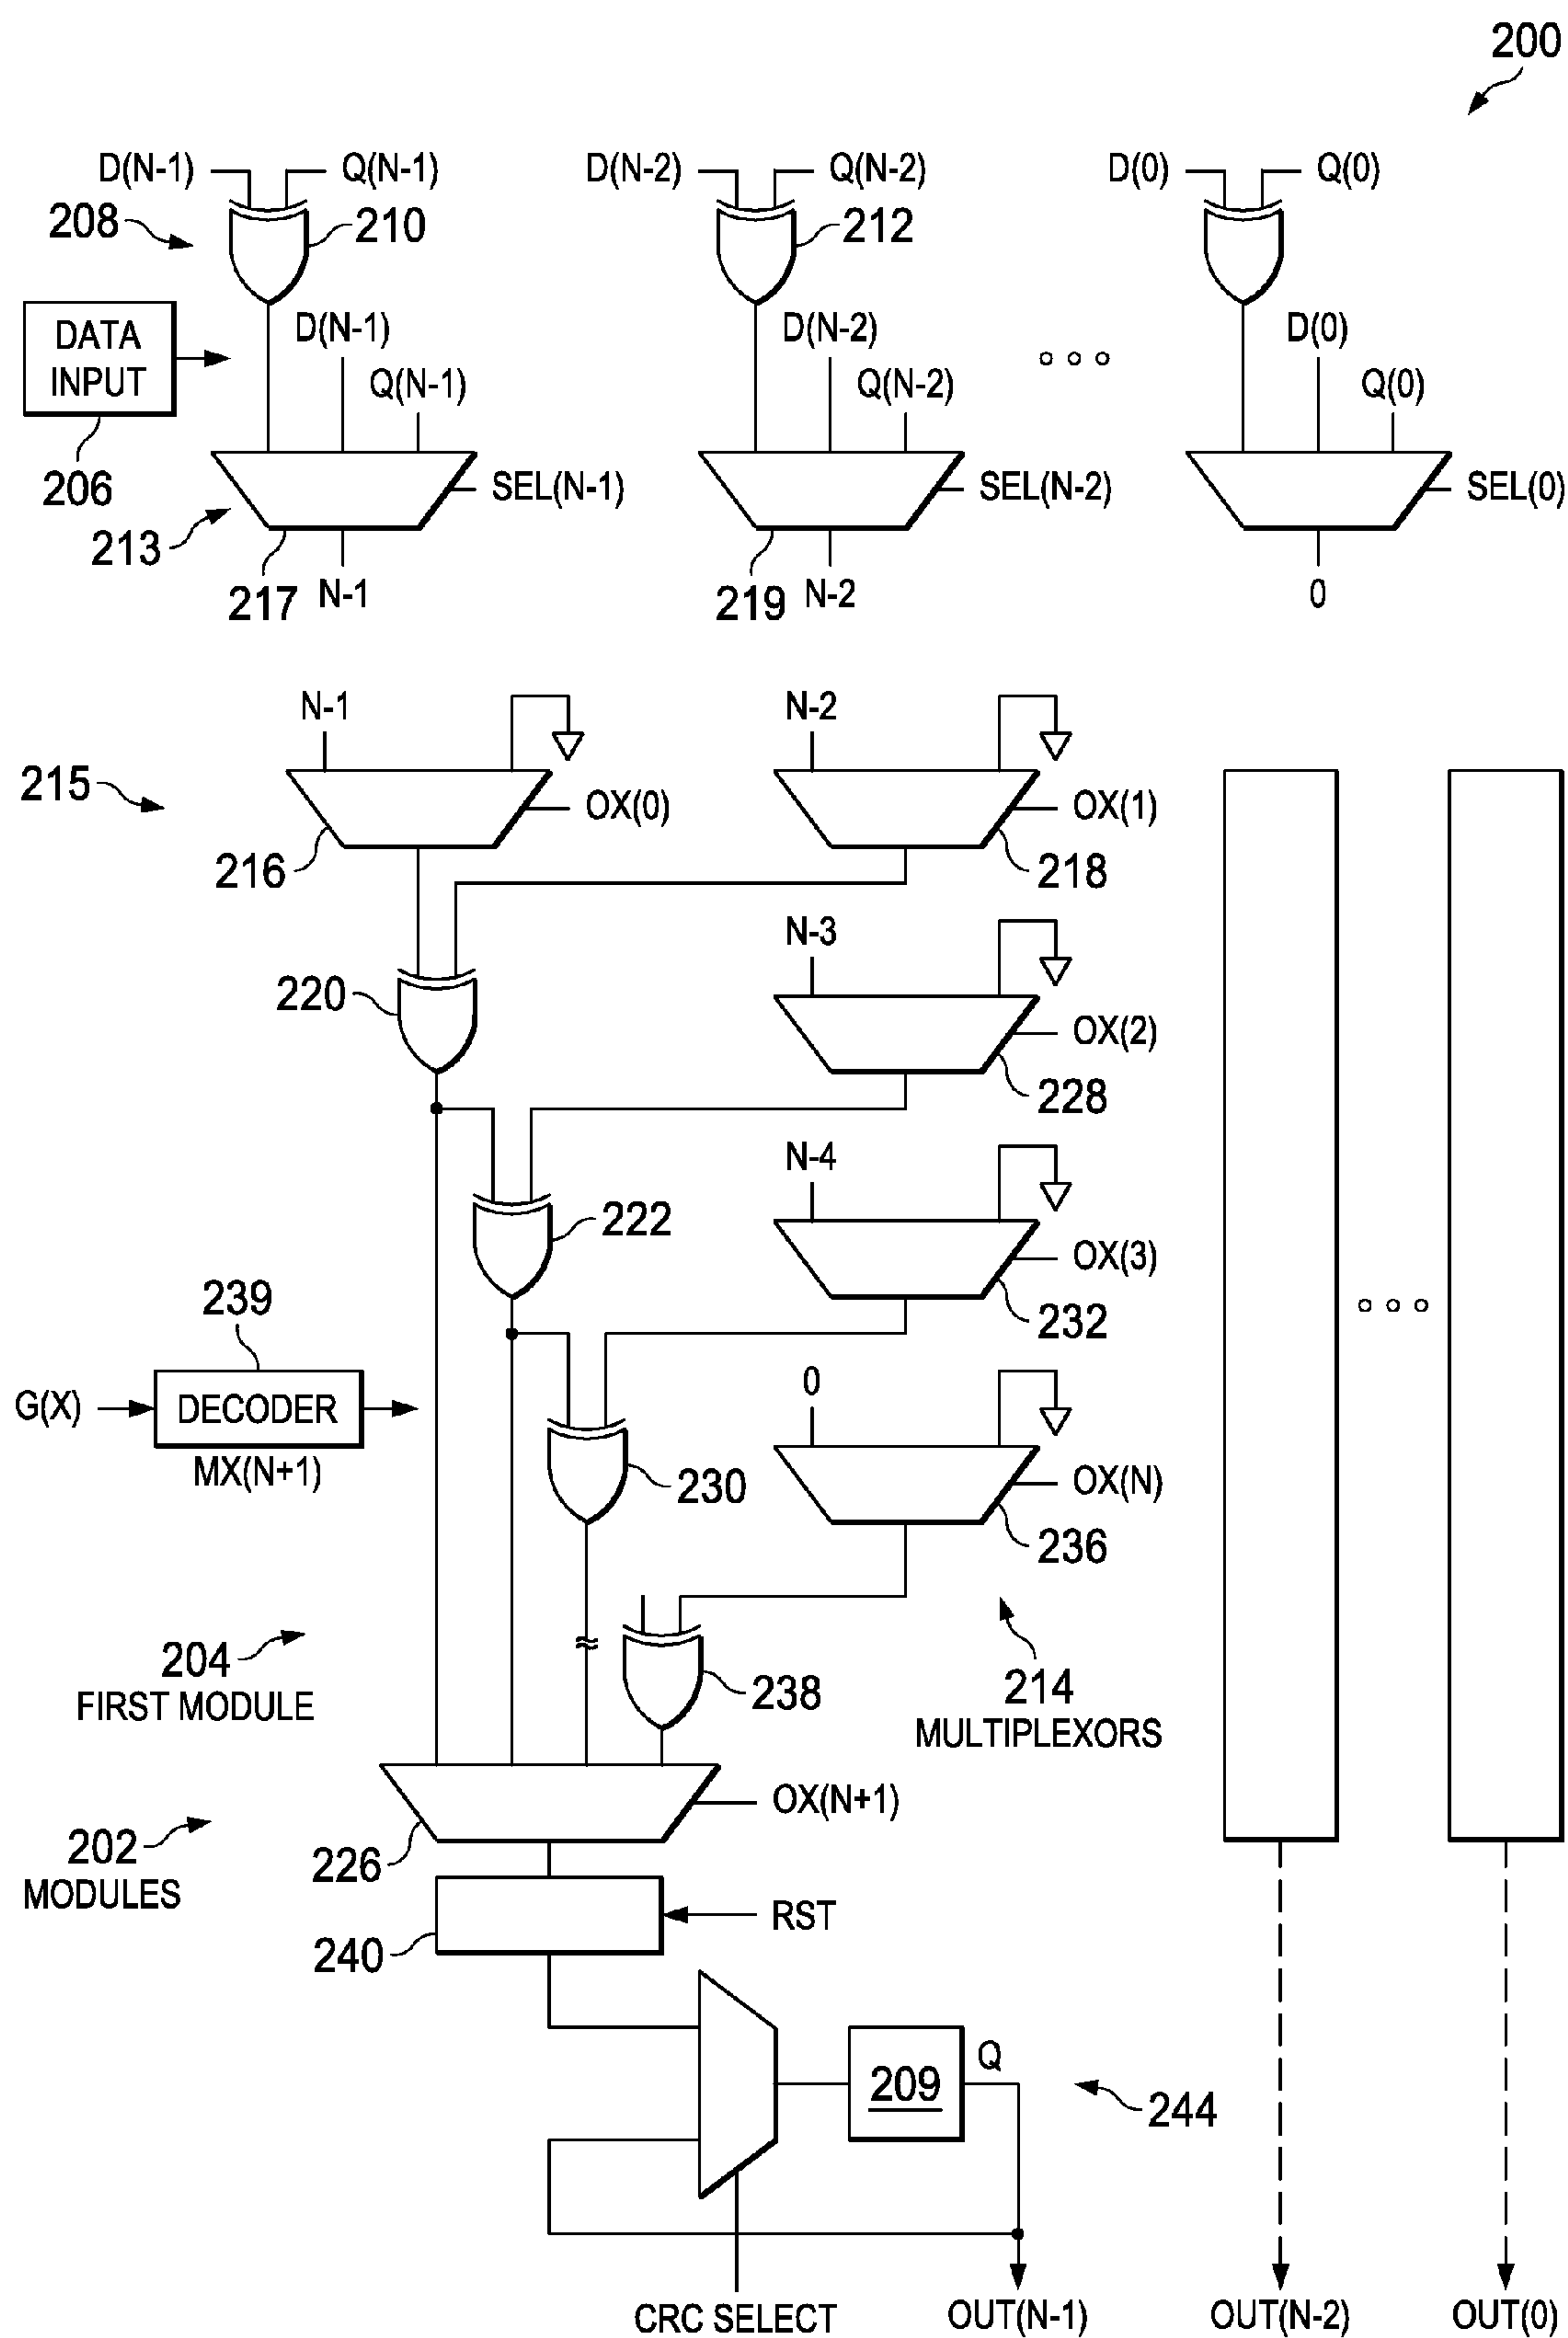 200
D(N-1) Q(N-1) D(N-2) Q(N-2) D(0) Q(0)
208 210 212
DATA INPUT
D(N-1) D(N-2) D(0)
Q(N-1) Q(N-2) Q(0)
206 SEL(N-1) SEL(N-2) SEL(0)
213
217 N-1 219 N-2 0
N-1 N-2
215 OX(0) OX(1)
216 218
N-3
220 OX(2)
228
N-4
222
OX(3)
239 232
0
G(X) DECODER
MX(N+1)
230 OX(N)
236
204
FIRST MODULE
238 214
MULTIPLEXORS
OX(N+1)
202
MODULES
226
RST
240
209 Q
244
CRC SELECT OUT(N-1) OUT(N-2) OUT(0)